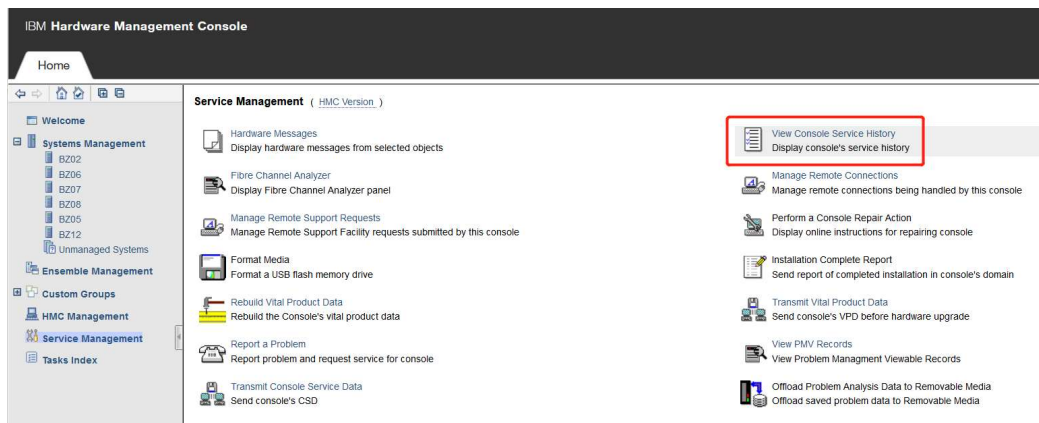 IBM Hardware Management Console
Home
Welcome
Systems Management
BZ02
BZ06
BZ07
BZ08
BZ05
BZ12
Unmanaged Systems
Ensemble Management
Custom Groups
HMC Management
Service Management
Tasks Index
Service Management ( HMC Version )
Hardware Messages
Display hardware messages from selected objects
Fibre Channel Analyzer
Display Fibre Channel Analyzer panel
Manage Remote Support Requests
Manage Remote Support Facility requests submitted by this console
Format Media
Format a USB flash memory drive
Rebuild Vital Product Data
Rebuild the Console's vital product data
Report a Problem
Report problem and request service for console
Transmit Console Service Data
Send console's CSD
View Console Service History
Display console's service history
Manage Remote Connections
Manage remote connections being handled by this console
Perform a Console Repair Action
Display online instructions for repairing console
Installation Complete Report
Send report of completed installation in console's domain
Transmit Vital Product Data
Send console's VPD before hardware upgrade
View PMV Records
View Problem Managment Viewable Records
Offload Problem Analysis Data to Removable Media
Offload saved problem data to Removable Media